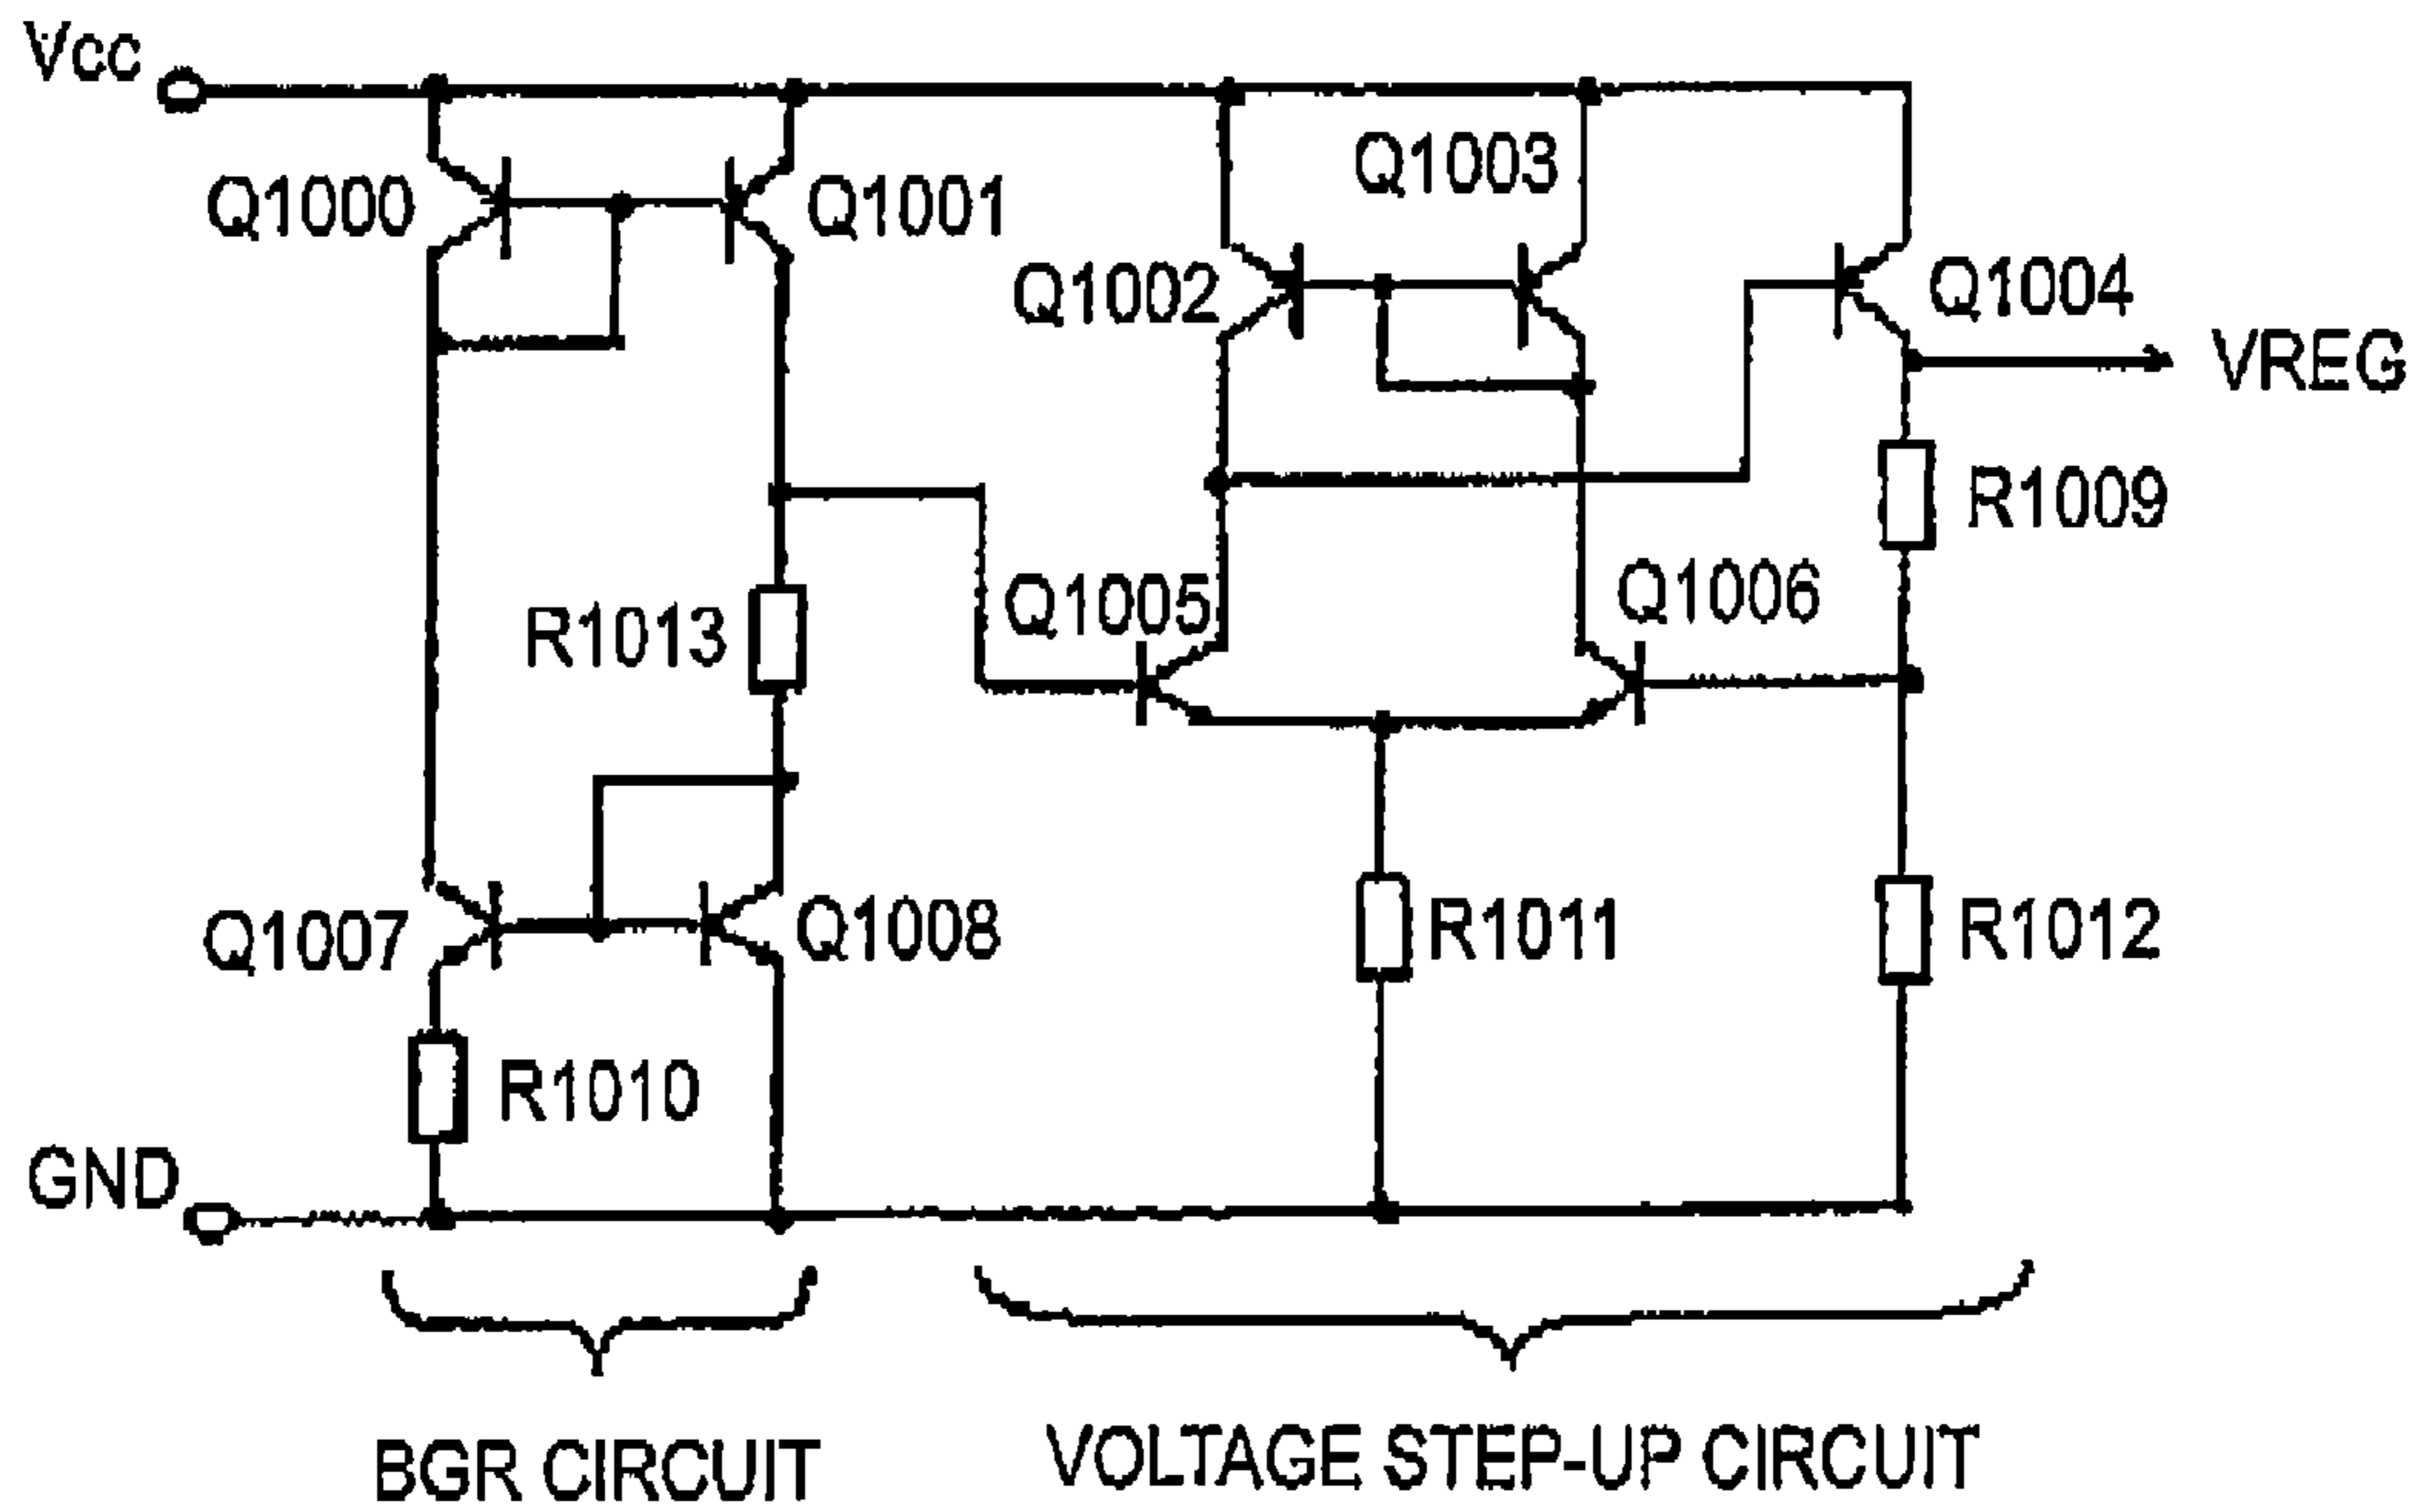 Vcc
Q1003
Q1000
Q1001
Q1002
Q1004
VREG
R1009
R1013
Q1005
Q1006
Q1007
Q1008
R1011
R1012
R1010
GND
BGR CIRCUIT
VOLTAGE STEP-UP CIRCUIT